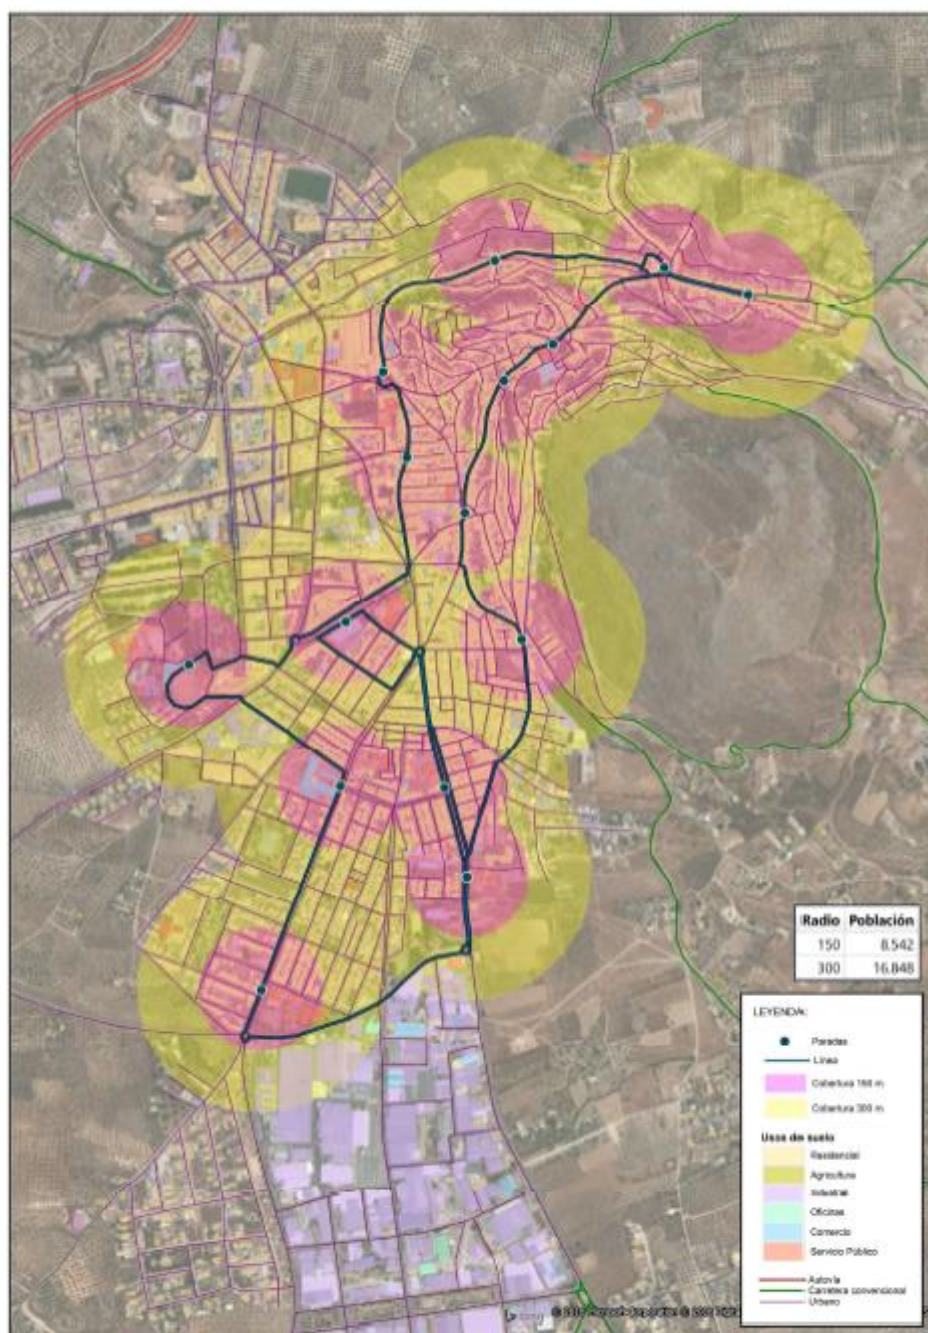 Radio Población
150 8.542
300 16.848
LEYENDA:
Paradas
Línea
Cobertura 150 m
Cobertura 300 m
Usos de suelo
Residencial
Agricultura
Industrial
Oficinas
Comercio
Servicio Público
Autovía
Carretera convencional
Urbano